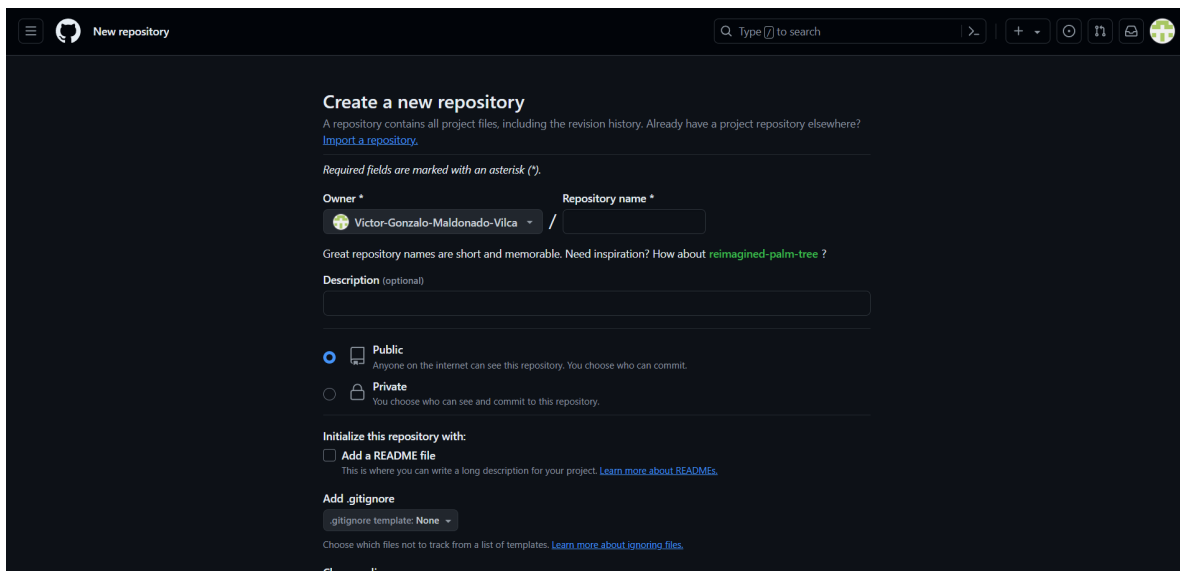 New repository
Type / to search
Create a new repository
A repository contains all project files, including the revision history. Already have a project repository elsewhere?
Import a repository.
Required fields are marked with an asterisk (*).
Owner * Repository name *
Victor-Gonzalo-Maldonado-Vilca /
Great repository names are short and memorable. Need inspiration? How about reimagined-palm-tree ?
Description (optional)
Public
Anyone on the internet can see this repository. You choose who can commit.
Private
You choose who can see and commit to this repository.
Initialize this repository with:
Add a README file
This is where you can write a long description for your project. Learn more about READMEs.
Add .gitignore
.gitignore template: None
Choose which files not to track from a list of templates. Learn more about ignoring files.